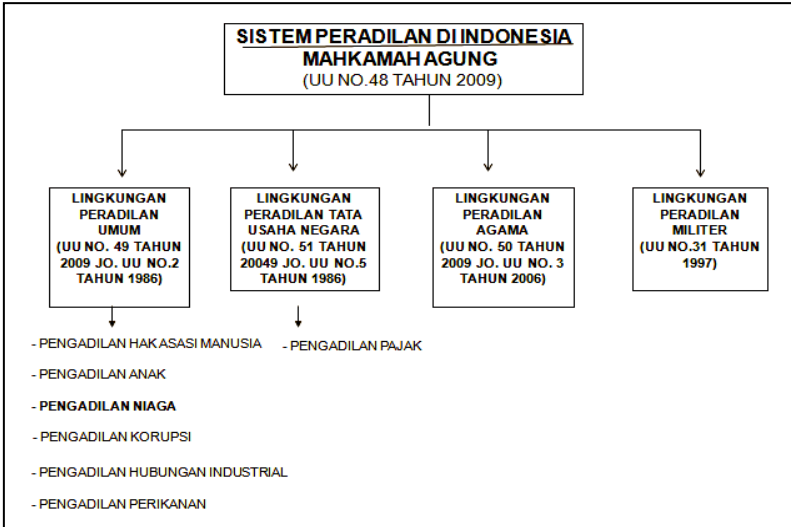 SISTEM PERADILAN DI INDONESIA
MAHKAMAH AGUNG
(UU NO.48 TAHUN 2009)
LINGKUNGAN
PERADILAN
UMUM
(UU NO. 49 TAHUN
2009 JO. UU NO.2
TAHUN 1986)
LINGKUNGAN
PERADILAN TATA
USAHA NEGARA
(UU NO. 51 TAHUN
20049 JO. UU NO.5
TAHUN 1986)
LINGKUNGAN
PERADILAN
AGAMA
(UU NO. 50 TAHUN
2009 JO. UU NO. 3
TAHUN 2006)
LINGKUNGAN
PERADILAN
MILITER
(UU NO.31 TAHUN
1997)
- PENGADILAN HAK ASASI MANUSIA
- PENGADILAN ANAK
- PENGADILAN NIAGA
- PENGADILAN KORUPSI
- PENGADILAN HUBUNGAN INDUSTRIAL
- PENGADILAN PERIKANAN
- PENGADILAN PAJAK